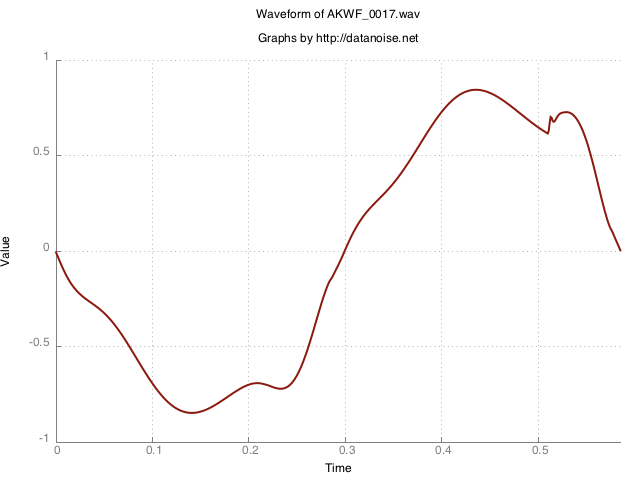 Waveform of AKWF_0017.wav
Graphs by http://datanoise.net
1
0.5
0
-0.5
-1
Value
0 0.1 0.2 0.3 0.4 0.5
Time